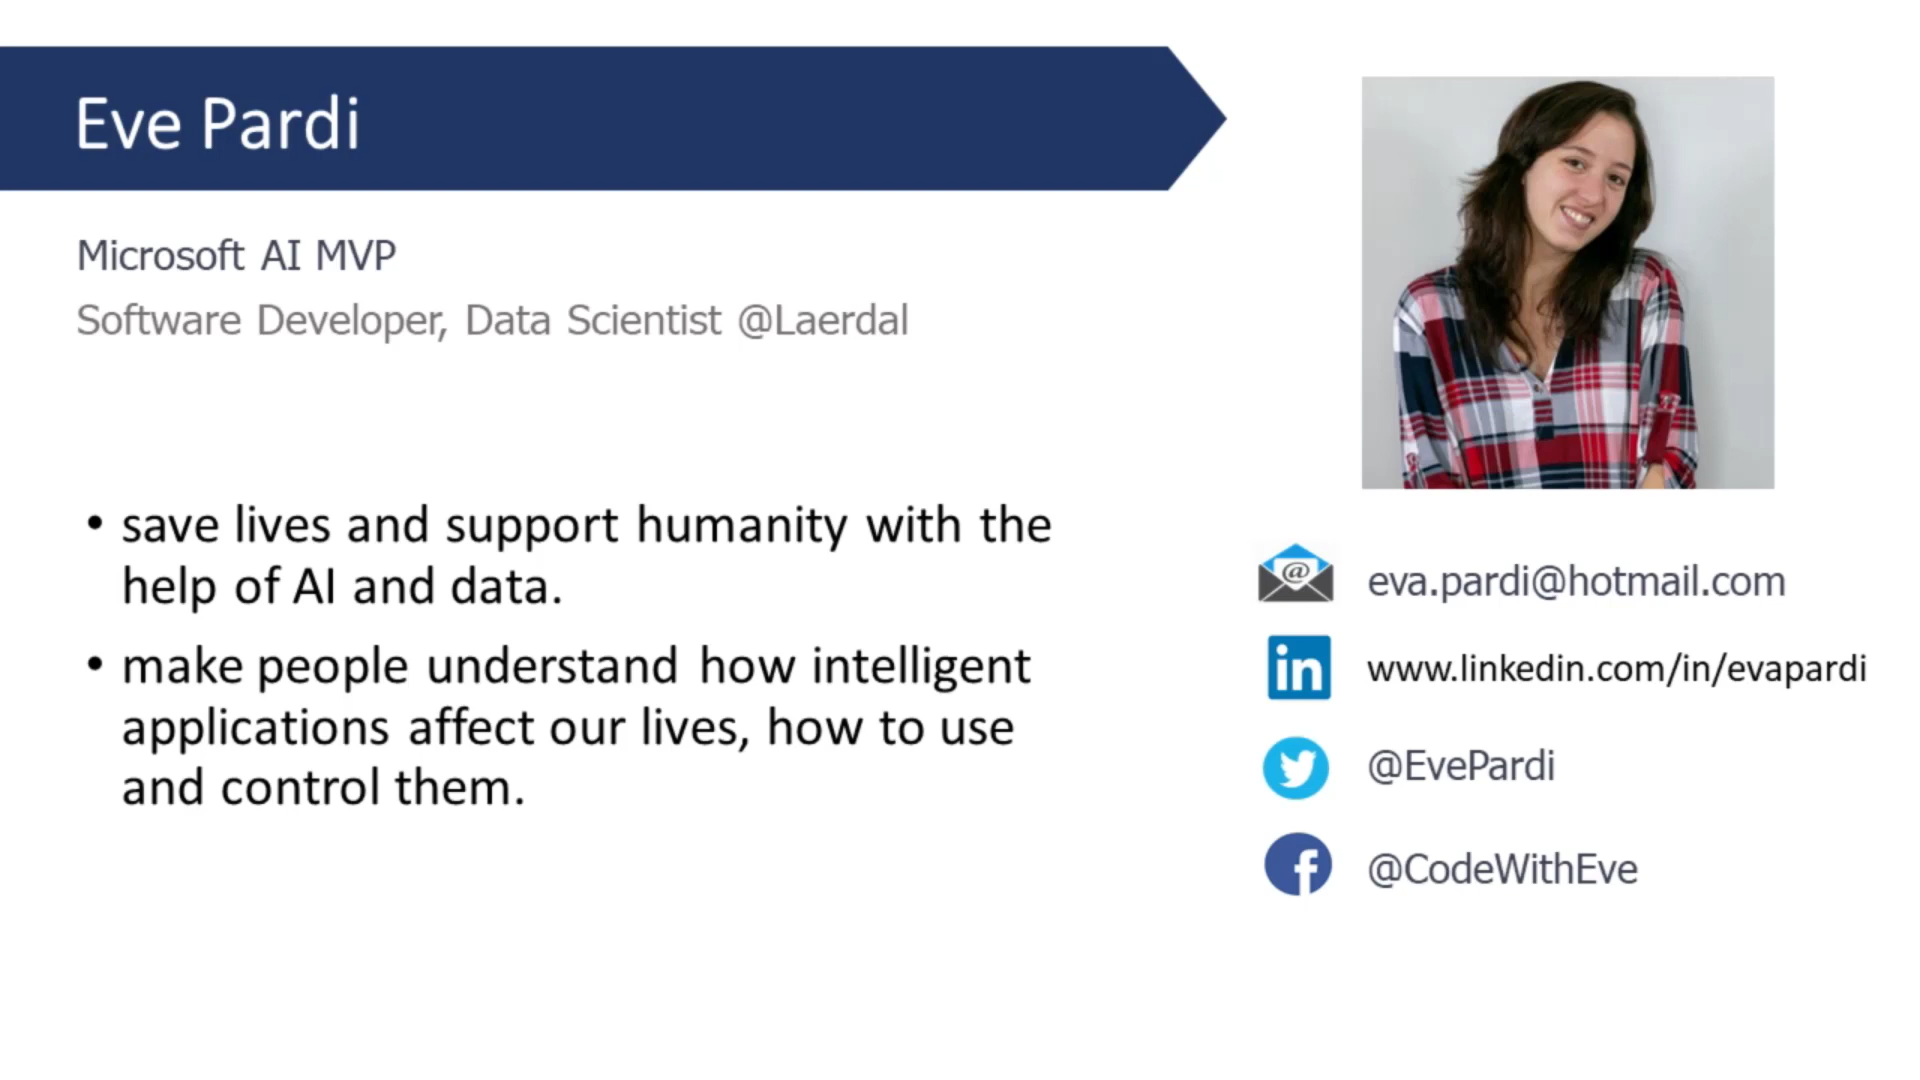 Eve Pardi
Microsoft AI MVP
Software Developer, Data Scientist @Laerdal
• save lives and support humanity with the
help of AI and data.
• make people understand how intelligent
applications affect our lives, how to use
and control them.
@
eva.pardi@hotmail.com
in
www.linkedin.com/in/evapardi
@EvePardi
f
@CodeWithEve